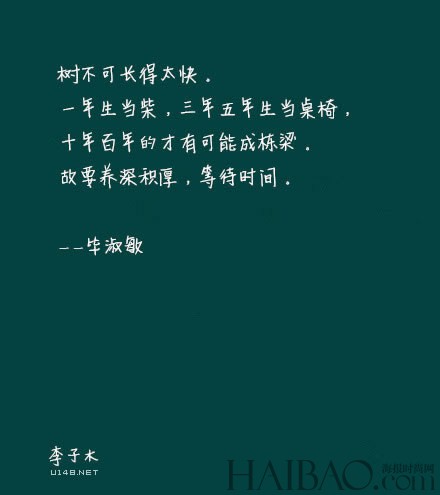 树不可长得太快．
一年生当柴，三年五年生当桌椅，
十年百年的才有可能成栋梁．
故要养深积厚，等待时间．
——毕淑敏
李子木
U148.NET
海报时尚网
HAIBAO.com